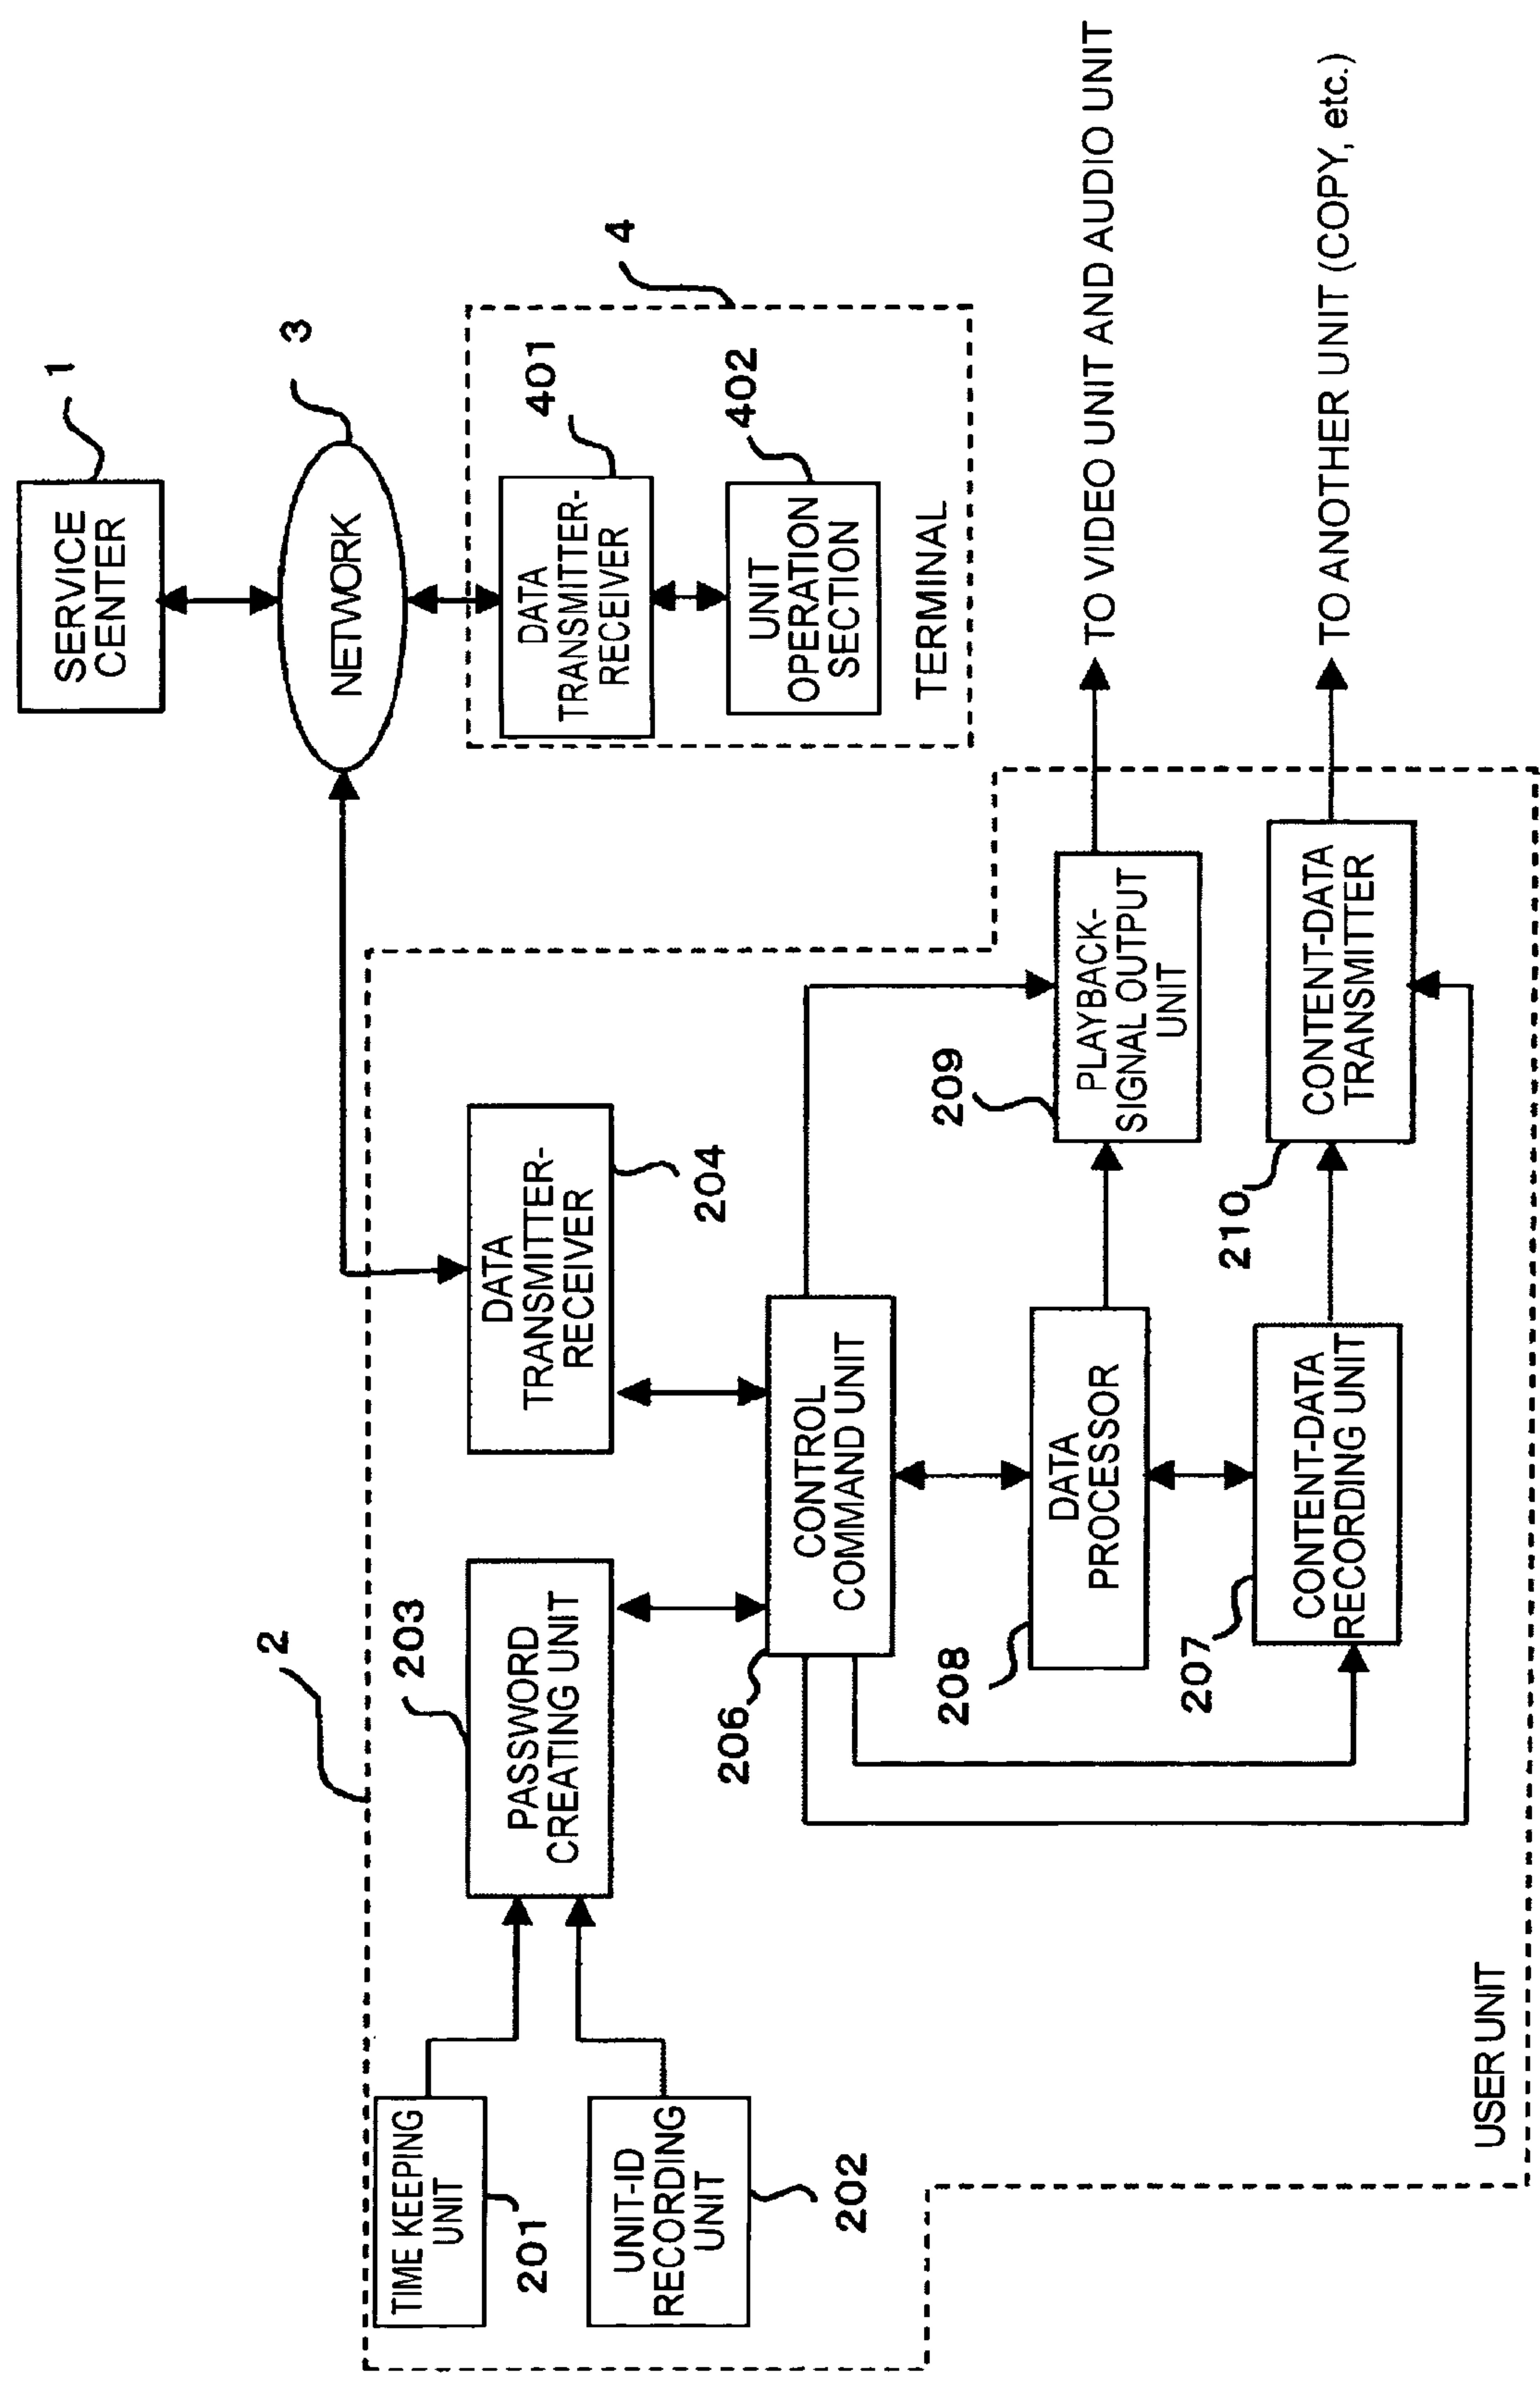 1
SERVICE
CENTER
3
NETWORK
4
401
DATA
TRANSMITTER-
RECEIVER
402
UNIT
OPERATION
SECTION
TERMINAL
2
TIME KEEPING
UNIT
201
UNIT-ID
RECORDING
UNIT
202
203
PASSWORD
CREATING UNIT
DATA
TRANSMITTER-
RECEIVER
204
206
CONTROL
COMMAND UNIT
208
DATA
PROCESSOR
209
PLAYBACK-
SIGNAL OUTPUT
UNIT
TO VIDEO UNIT AND AUDIO UNIT
207
CONTENT-DATA
RECORDING UNIT
210
CONTENT-DATA
TRANSMITTER
TO ANOTHER UNIT (COPY, etc.)
USER UNIT